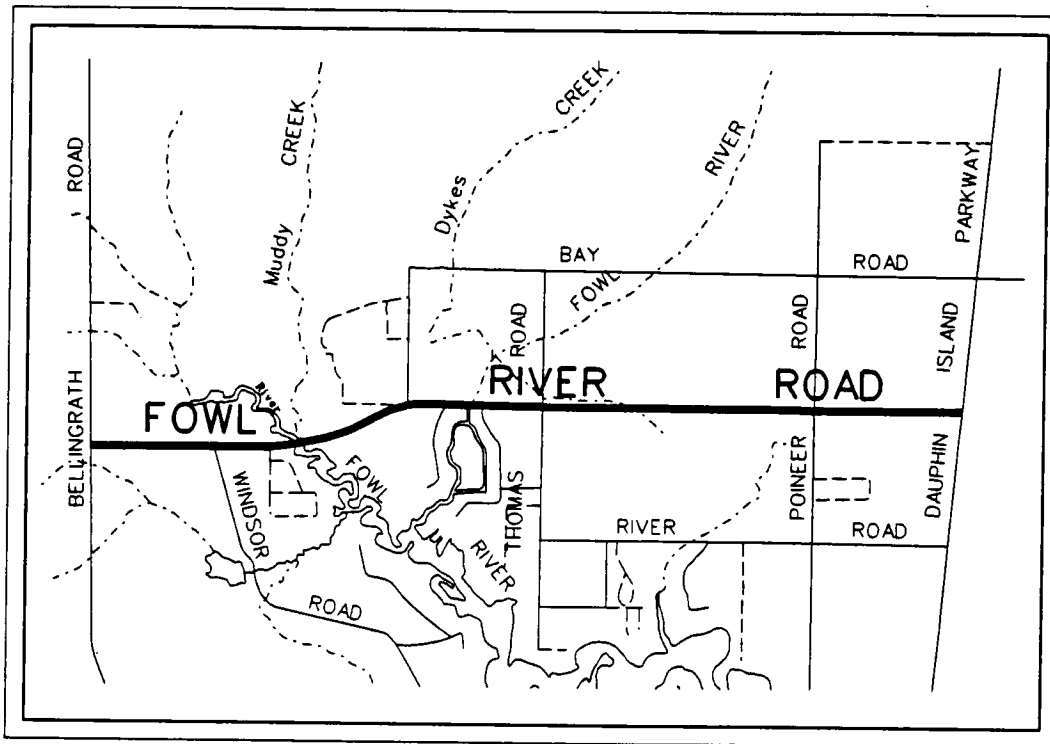 BELLINGRATH ROAD
Muddy CREEK
Dykes CREEK
FOWL RIVER
BAY ROAD
DAUPHIN ISLAND PARKWAY
FOWL RIVER ROAD
River
FOWL RIVER
THOMAS ROAD
POINEER ROAD
WINDSOR ROAD
RIVER ROAD